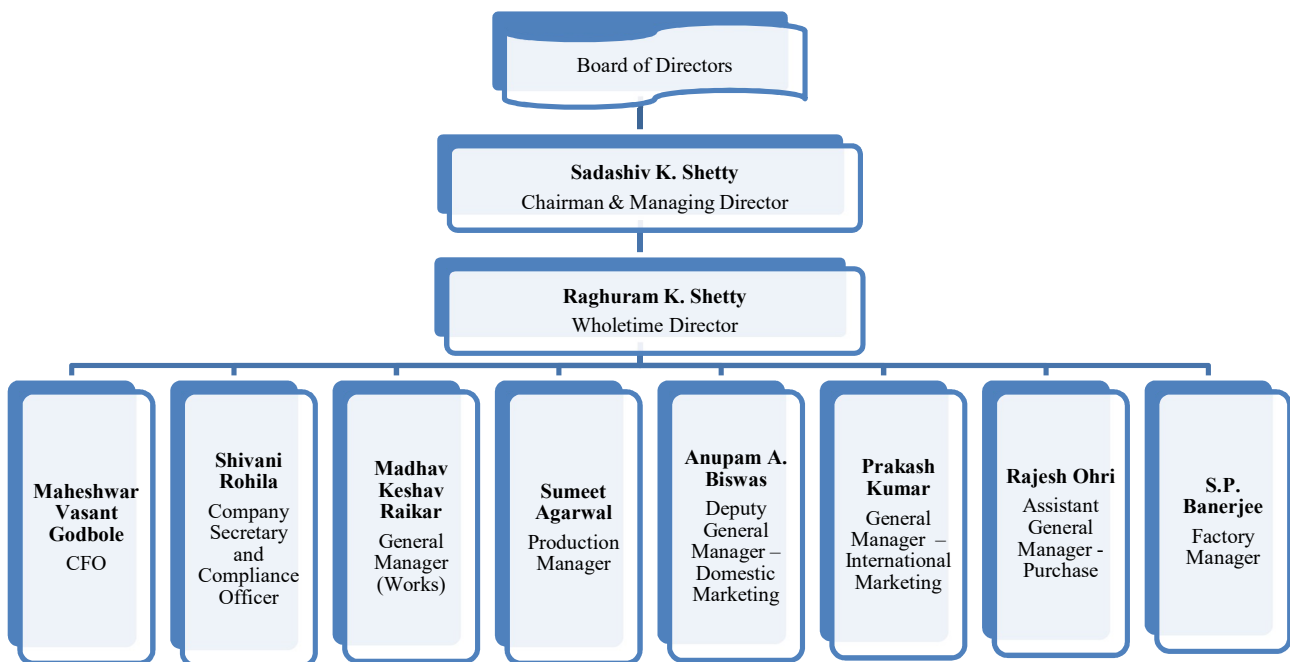 Board of Directors
Sadashiv K. Shetty
Chairman & Managing Director
Raghuram K. Shetty
Wholetime Director
Maheshwar
Vasant
Godbole
CFO
Shivani
Rohila
Company
Secretary
and
Compliance
Officer
Madhav
Keshav
Raikar
General
Manager
(Works)
Sumeet
Agarwal
Production
Manager
Anupam A.
Biswas
Deputy
General
Manager –
Domestic
Marketing
Prakash
Kumar
General
Manager –
International
Marketing
Rajesh Ohri
Assistant
General
Manager -
Purchase
S.P.
Banerjee
Factory
Manager